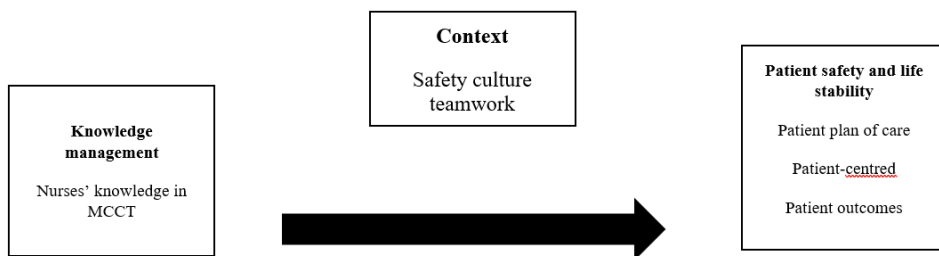 Knowledge
management
Nurses' knowledge in
MCCT
Context
Safety culture
teamwork
Patient safety and life
stability
Patient plan of care
Patient-centred
Patient outcomes